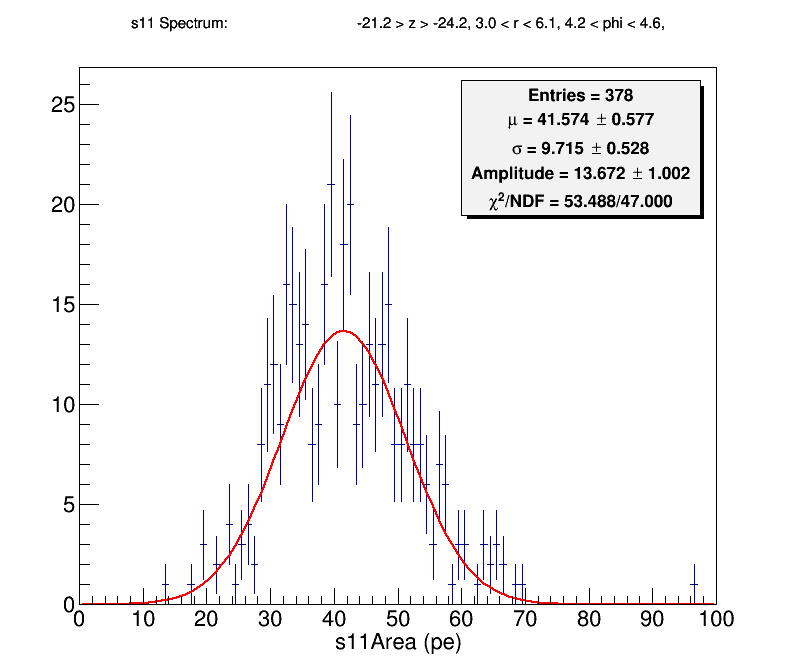 s11 Spectrum: -21.2 > z > -24.2, 3.0 < r < 6.1, 4.2 < phi < 4.6,
Entries = 378
μ = 41.574 ± 0.577
σ = 9.715 ± 0.528
Amplitude = 13.672 ± 1.002
χ²/NDF = 53.488/47.000
25
20
15
10
5
0
0 10 20 30 40 50 60 70 80 90 100
s11Area (pe)